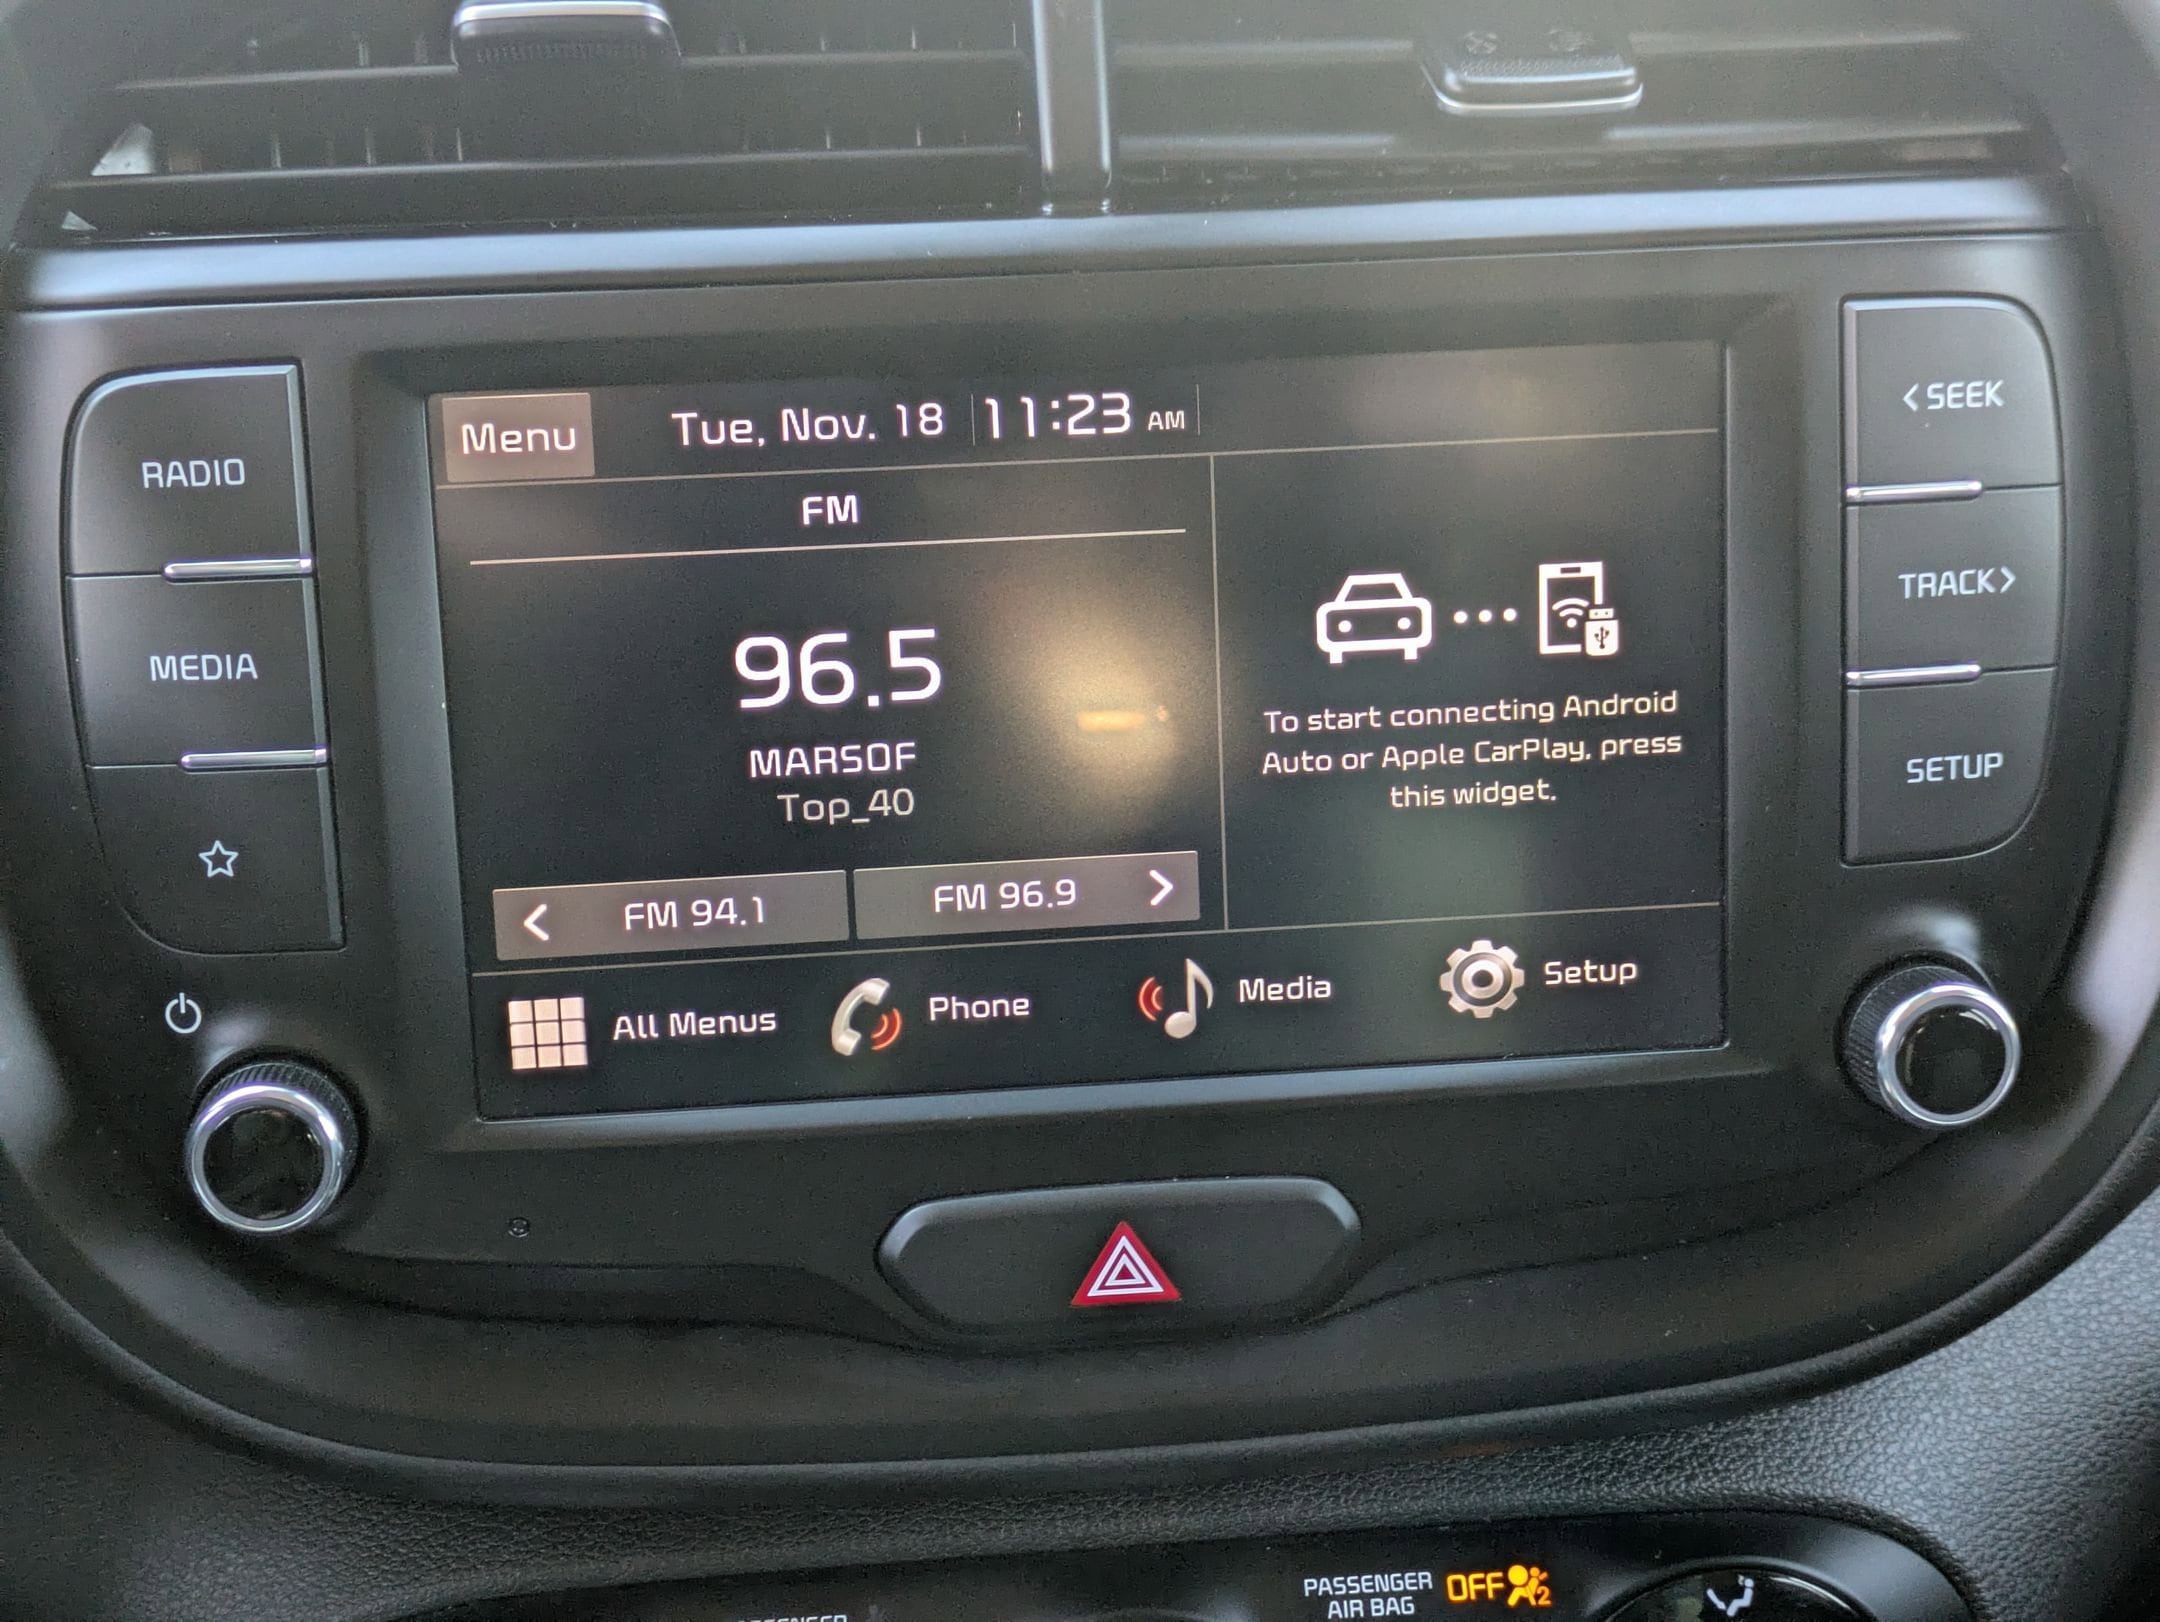 RADIO
MEDIA
Menu
Tue, Nov. 18
11:23 AM
FM
96.5
MARSOF
Top_40
< FM 94.1
FM 96.9 >
To start connecting Android
Auto or Apple CarPlay, press
this widget.
All Menus
Phone
Media
Setup
<SEEK
TRACK>
SETUP
PASSENGER
AIR BAG
OFF
2